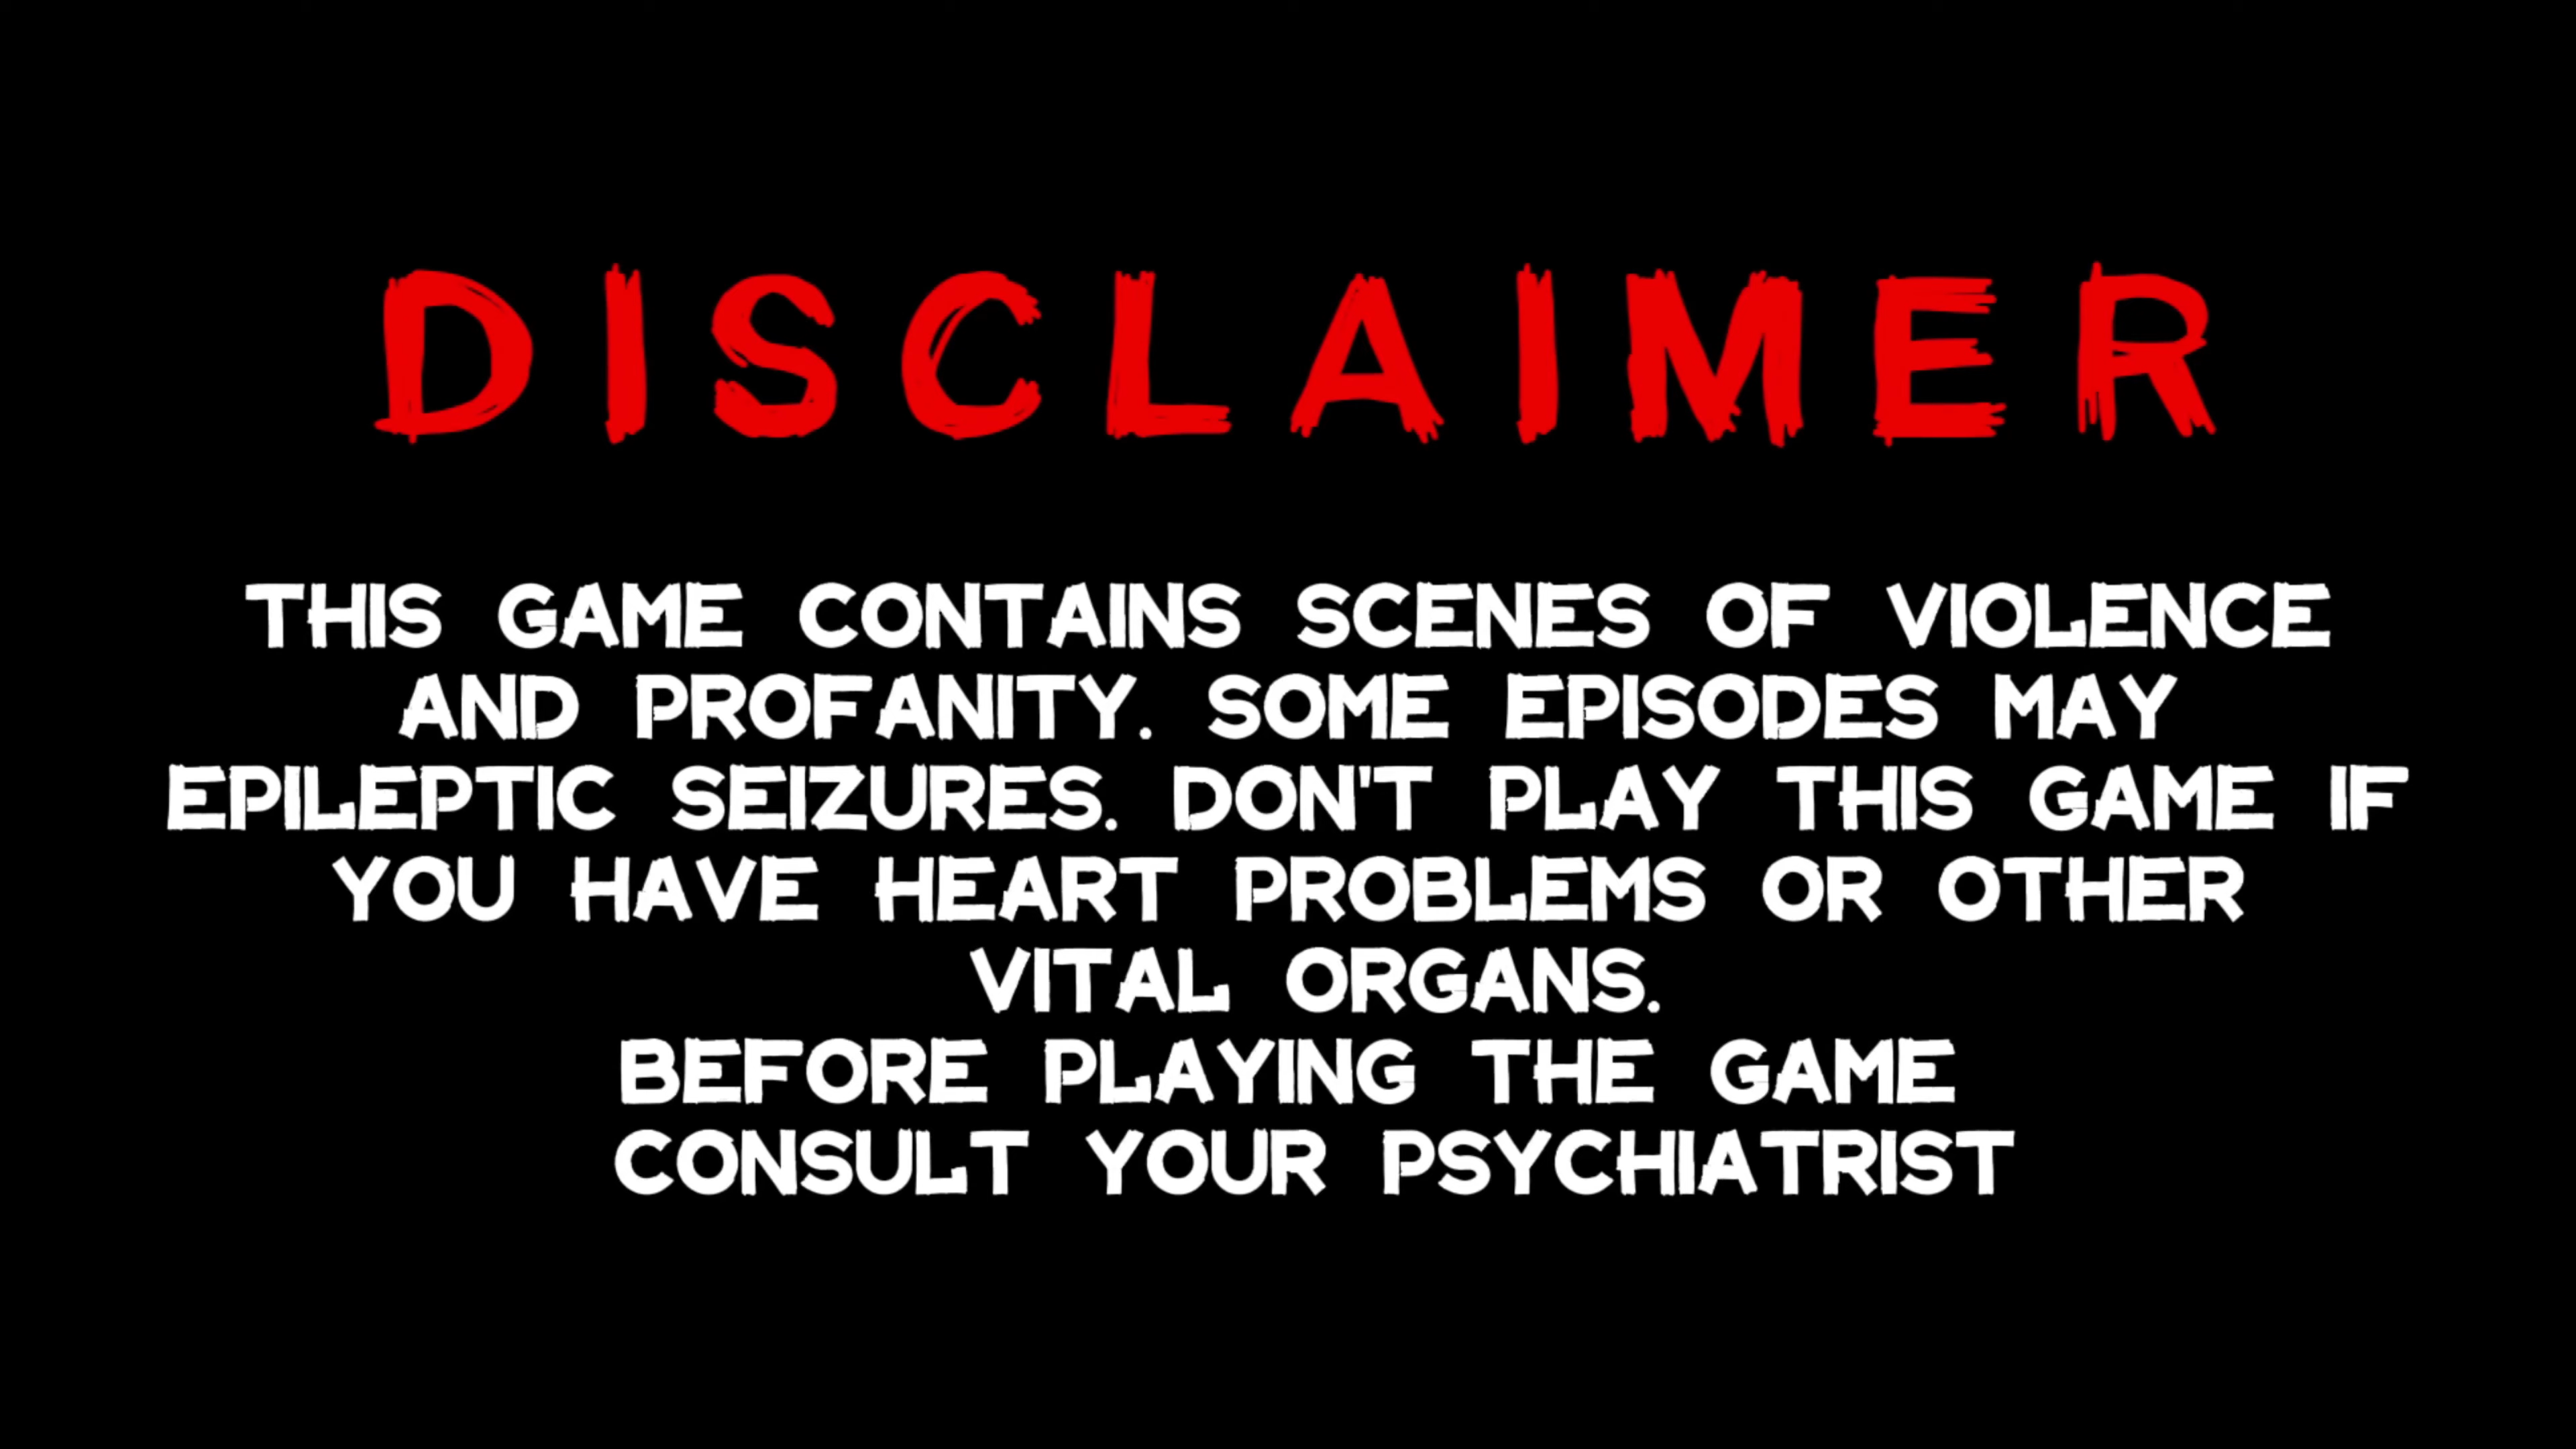 DISCLAIMER
THIS GAME CONTAINS SCENES OF VIOLENCE
AND PROFANITY. SOME EPISODES MAY
EPILEPTIC SEIZURES. DON'T PLAY THIS GAME IF
YOU HAVE HEART PROBLEMS OR OTHER
VITAL ORGANS.
BEFORE PLAYING THE GAME
CONSULT YOUR PSYCHIATRIST